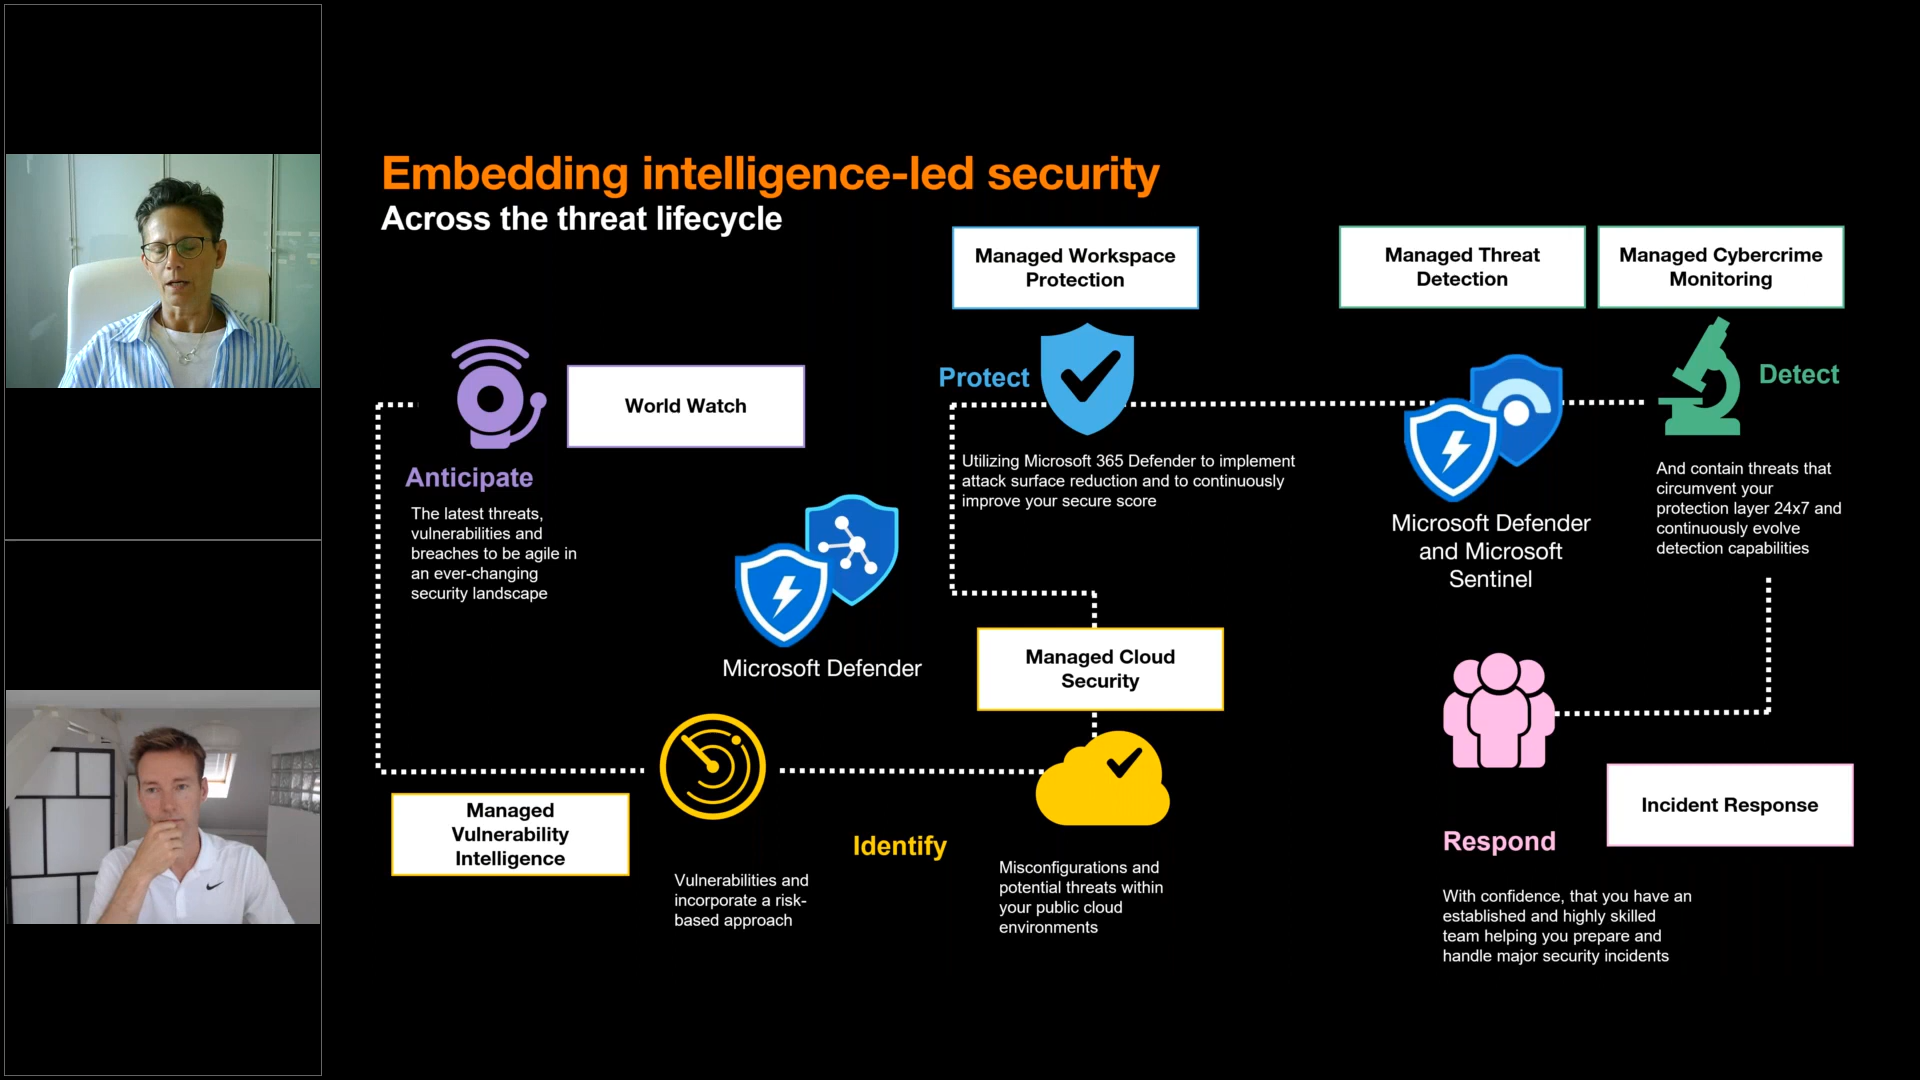 Embedding intelligence-led security
Across the threat lifecycle
World Watch
Anticipate
The latest threats,
vulnerabilities and
breaches to be agile in
an ever-changing
security landscape
Microsoft Defender
Managed
Vulnerability
Intelligence
Vulnerabilities and
incorporate a risk-
based approach
Identify
Managed Cloud
Security
Misconfigurations and
potential threats within
your public cloud
environments
Managed Workspace
Protection
Protect
Utilizing Microsoft 365 Defender to implement
attack surface reduction and to continuously
improve your secure score
Managed Threat
Detection
Managed Cybercrime
Monitoring
Detect
Microsoft Defender
and Microsoft
Sentinel
And contain threats that
circumvent your
protection layer 24x7 and
continuously evolve
detection capabilities
Incident Response
Respond
With confidence, that you have an
established and highly skilled
team helping you prepare and
handle major security incidents